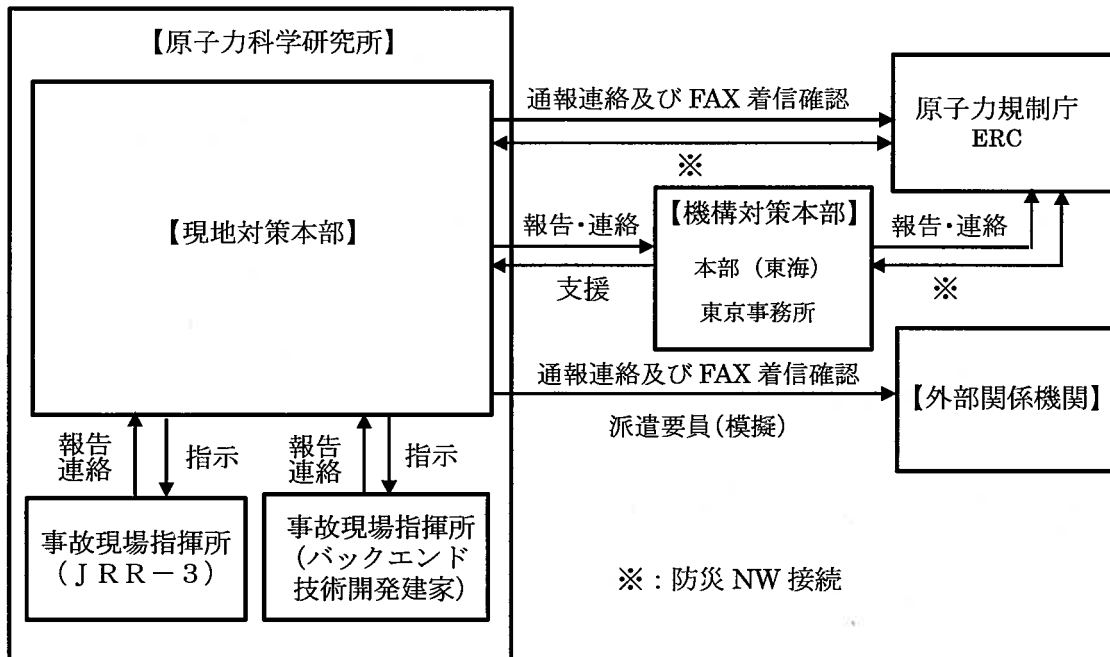 【原子力科学研究所】
【現地対策本部】
通報連絡及び FAX 着信確認
※
原子力規制庁
ERC
報告・連絡
支援
【機構対策本部】
本部（東海）
東京事務所
報告・連絡
※
通報連絡及び FAX 着信確認
派遣要員(模擬)
【外部関係機関】
報告
連絡
指示
報告
連絡
指示
事故現場指揮所
（ＪＲＲ－３）
事故現場指揮所
（バックエンド
技術開発建家）
※：防災 NW 接続